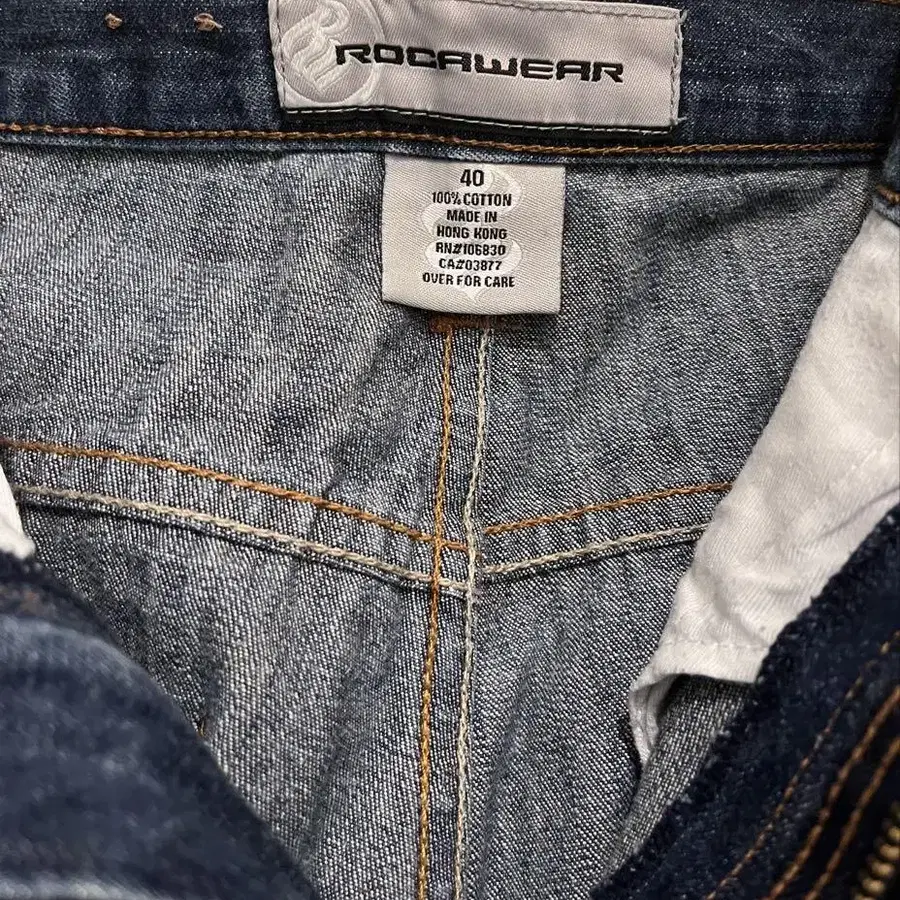 ROCAWEAR
40
100% COTTON
MADE IN
HONG KONG
RN#106830
CA#03877
OVER FOR CARE